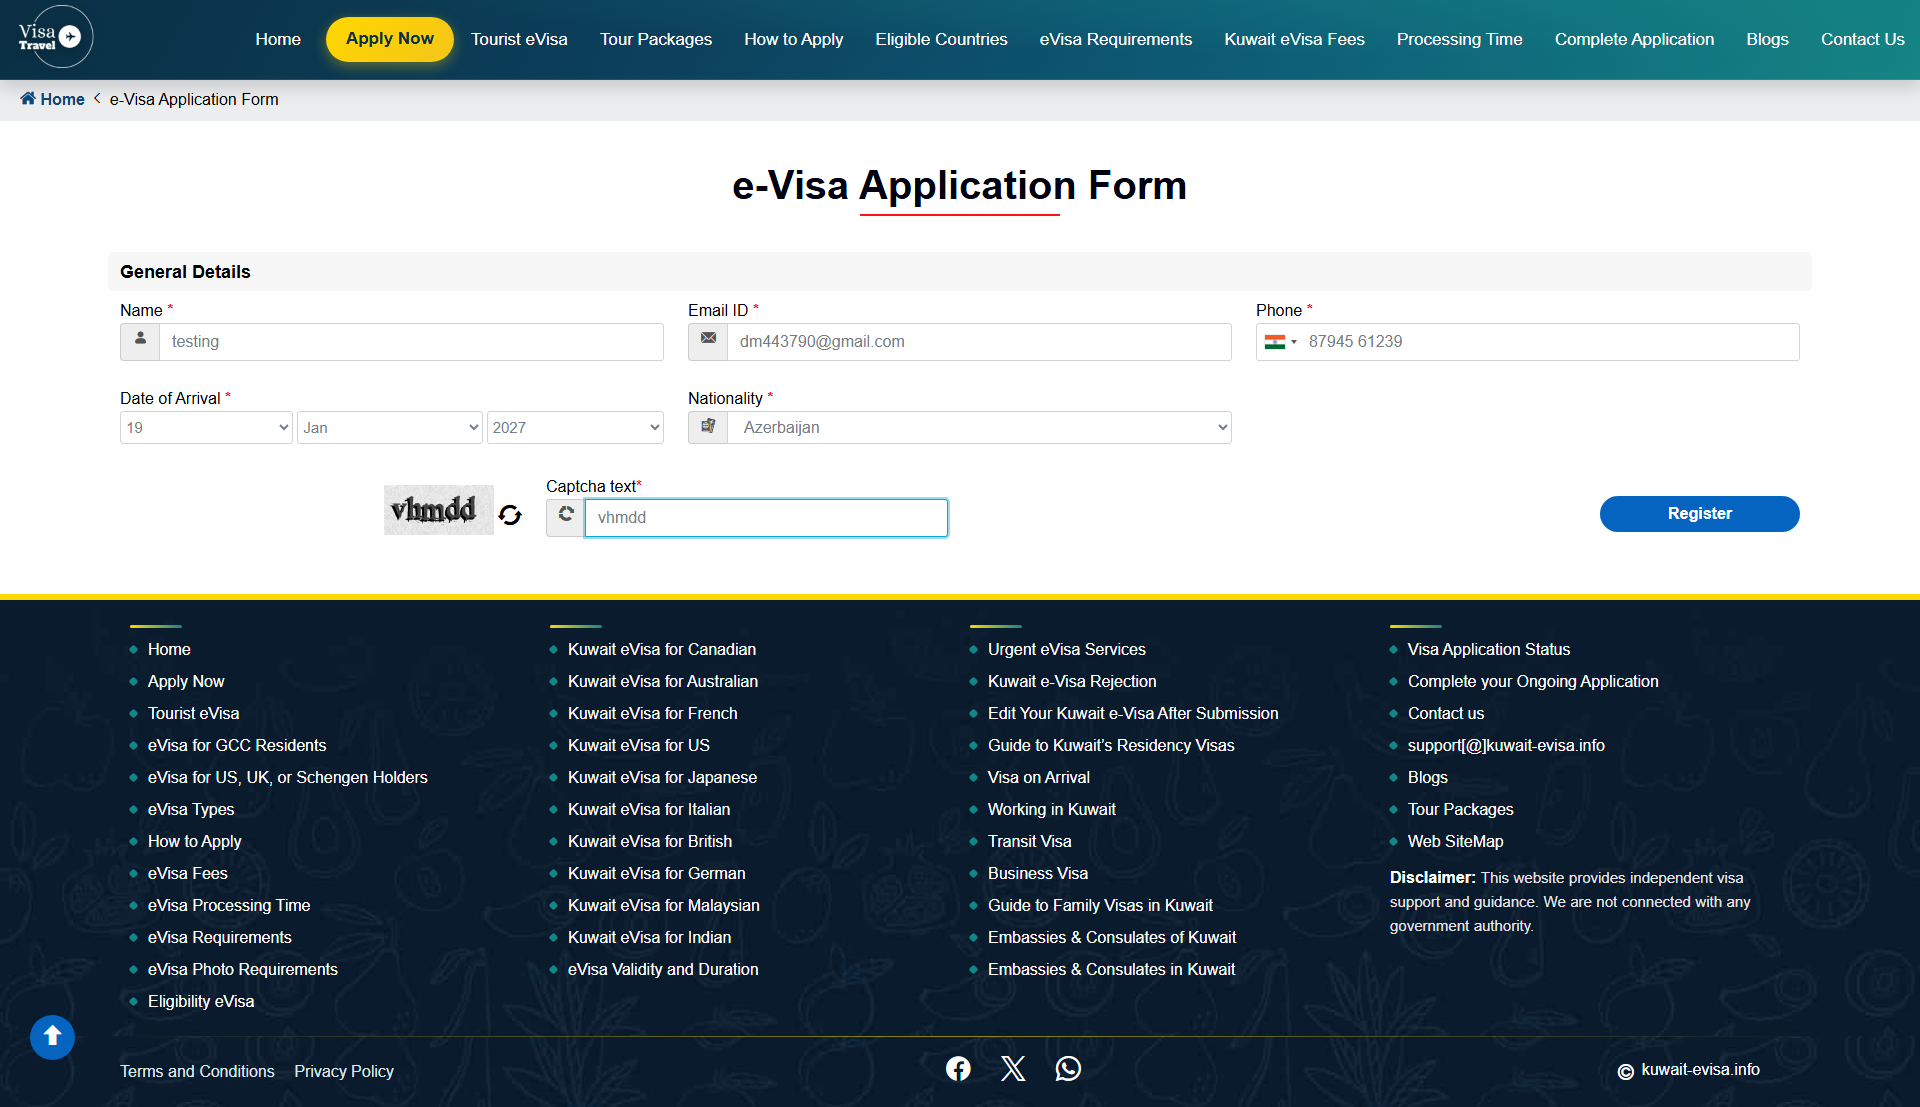 Visa
Travel
Home
Apply Now
Tourist eVisa
Tour Packages
How to Apply
Eligible Countries
eVisa Requirements
Kuwait eVisa Fees
Processing Time
Complete Application
Blogs
Contact Us
Home < e-Visa Application Form
e-Visa Application Form
General Details
Name *
testing
Email ID *
dm443790@gmail.com
Phone *
87945 61239
Date of Arrival *
19
Jan
2027
Nationality *
Azerbaijan
vhmdd
Captcha text*
vhmdd
Register
Home
Apply Now
Tourist eVisa
eVisa for GCC Residents
eVisa for US, UK, or Schengen Holders
eVisa Types
How to Apply
eVisa Fees
eVisa Processing Time
eVisa Requirements
eVisa Photo Requirements
Eligibility eVisa
Kuwait eVisa for Canadian
Kuwait eVisa for Australian
Kuwait eVisa for French
Kuwait eVisa for US
Kuwait eVisa for Japanese
Kuwait eVisa for Italian
Kuwait eVisa for British
Kuwait eVisa for German
Kuwait eVisa for Malaysian
Kuwait eVisa for Indian
eVisa Validity and Duration
Urgent eVisa Services
Kuwait e-Visa Rejection
Edit Your Kuwait e-Visa After Submission
Guide to Kuwait’s Residency Visas
Visa on Arrival
Working in Kuwait
Transit Visa
Business Visa
Guide to Family Visas in Kuwait
Embassies & Consulates of Kuwait
Embassies & Consulates in Kuwait
Visa Application Status
Complete your Ongoing Application
Contact us
support[@]kuwait-evisa.info
Blogs
Tour Packages
Web SiteMap
Disclaimer: This website provides independent visa
support and guidance. We are not connected with any
government authority.
Terms and Conditions
Privacy Policy
© kuwait-evisa.info